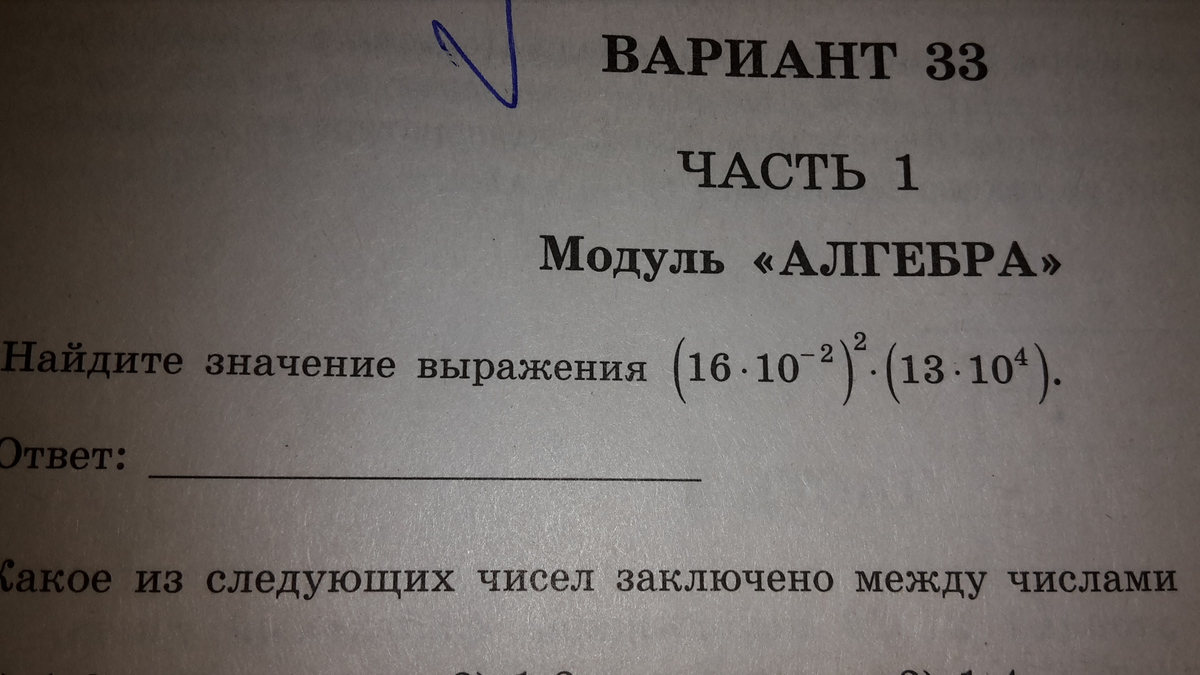 ВАРИАНТ 33
ЧАСТЬ 1
Модуль «АЛГЕБРА»
Найдите значение выражения (16 · 10⁻²)² · (13 · 10⁴).
Ответ:
Какое из следующих чисел заключено между числами